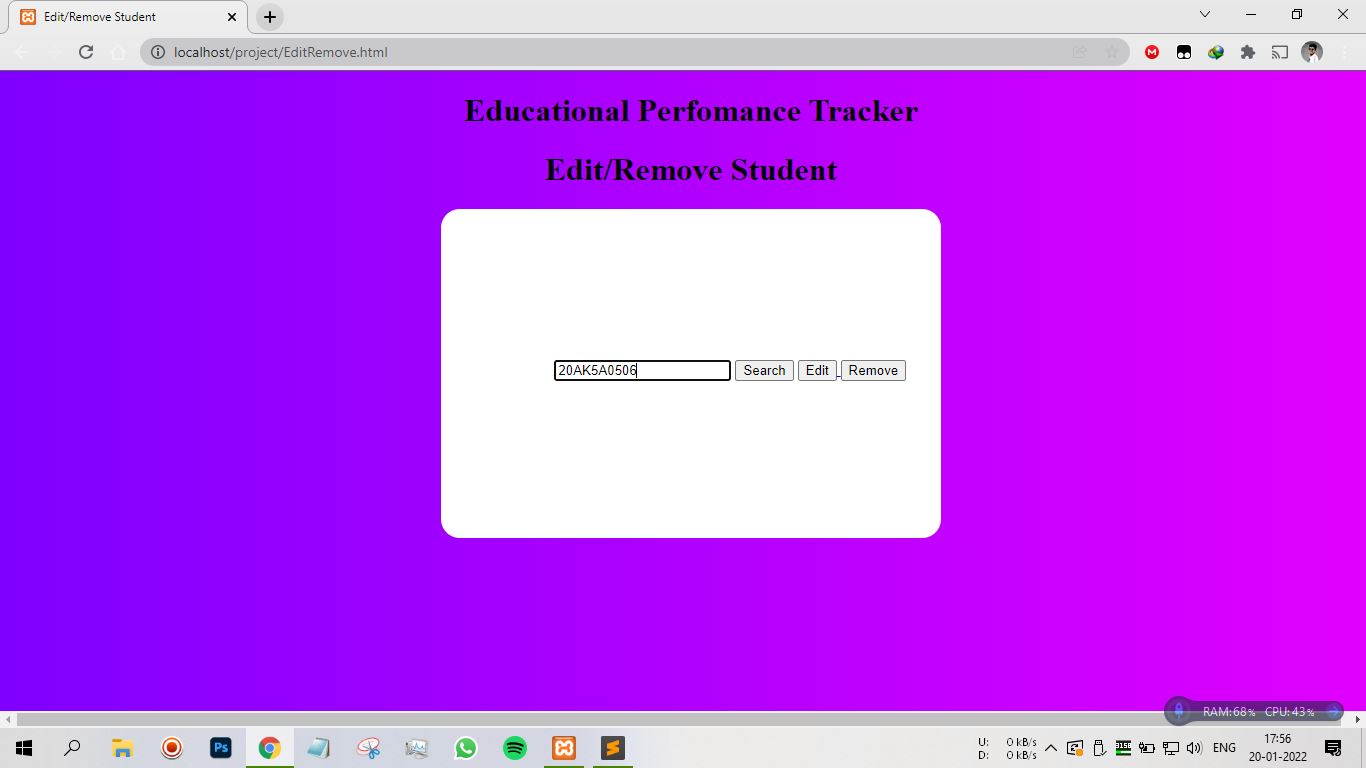 Edit/Remove Student
localhost/project/EditRemove.html
Educational Perfomance Tracker
Edit/Remove Student
20AK5A0506 Search Edit Remove
RAM: 68% CPU: 43%
U: 0 kB/s
D: 0 kB/s
ENG
17:56
20-01-2022
Ps